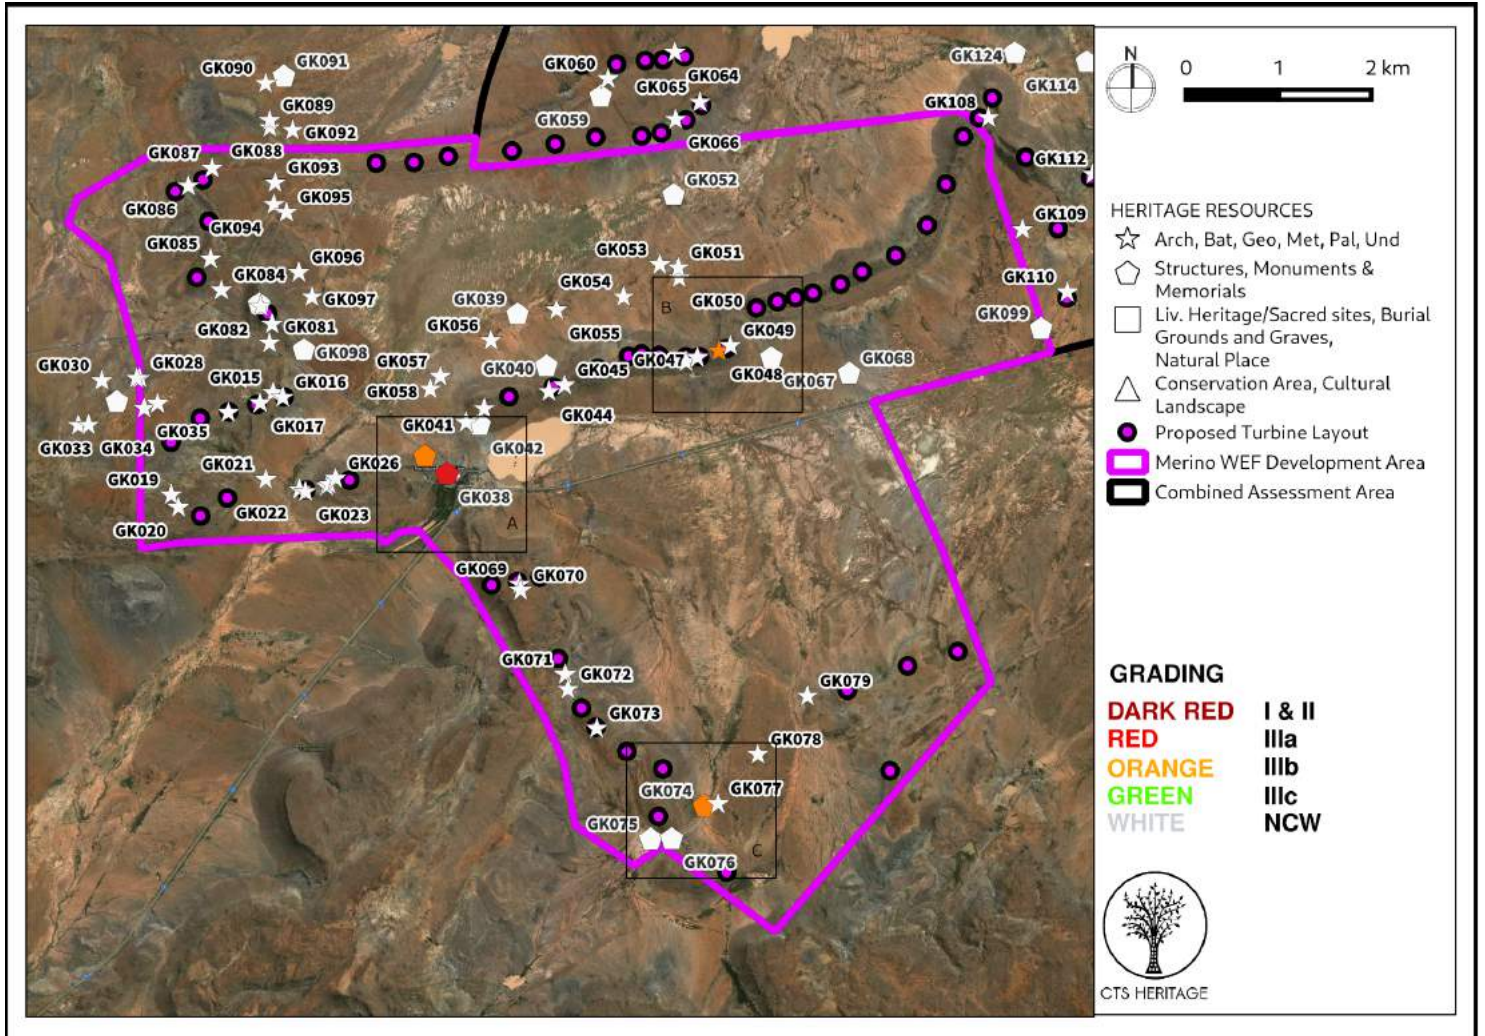 GK090
GK091
GK060
GK064
GK065
GK124
GK114
GK089
GK092
GK059
GK108
GK066
GK087
GK088
GK093
GK112
GK086
GK095
GK052
GK094
GK109
GK085
GK053
GK051
GK096
GK084
GK054
GK110
GK097
GK039
B
GK050
GK099
GK082
GK081
GK056
GK055
GK049
GK098
GK057
GK040
GK045
GK047
GK048
GK067
GK068
GK030
GK028
GK015
GK016
GK058
GK044
GK035
GK017
GK041
GK042
GK033
GK034
GK021
GK026
GK019
GK038
GK022
GK023
A
GK020
GK069
GK070
GK071
GK072
GK079
GK073
GK078
GK074
GK077
GK075
GK076
C
N
0 1 2 km
HERITAGE RESOURCES
Arch, Bat, Geo, Met, Pal, Und
Structures, Monuments &
Memorials
Liv. Heritage/Sacred sites, Burial
Grounds and Graves,
Natural Place
Conservation Area, Cultural
Landscape
Proposed Turbine Layout
Merino WEF Development Area
Combined Assessment Area
GRADING
DARK RED I & II
RED IIIa
ORANGE IIIb
GREEN IIIc
WHITE NCW
CTS HERITAGE